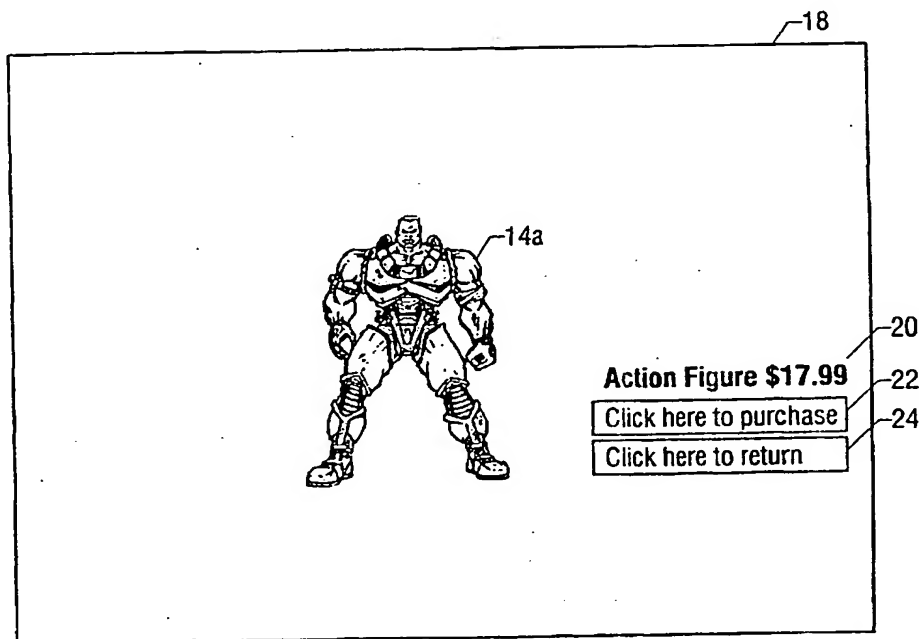 18
14a
20
Action Figure $17.99
22
Click here to purchase
24
Click here to return